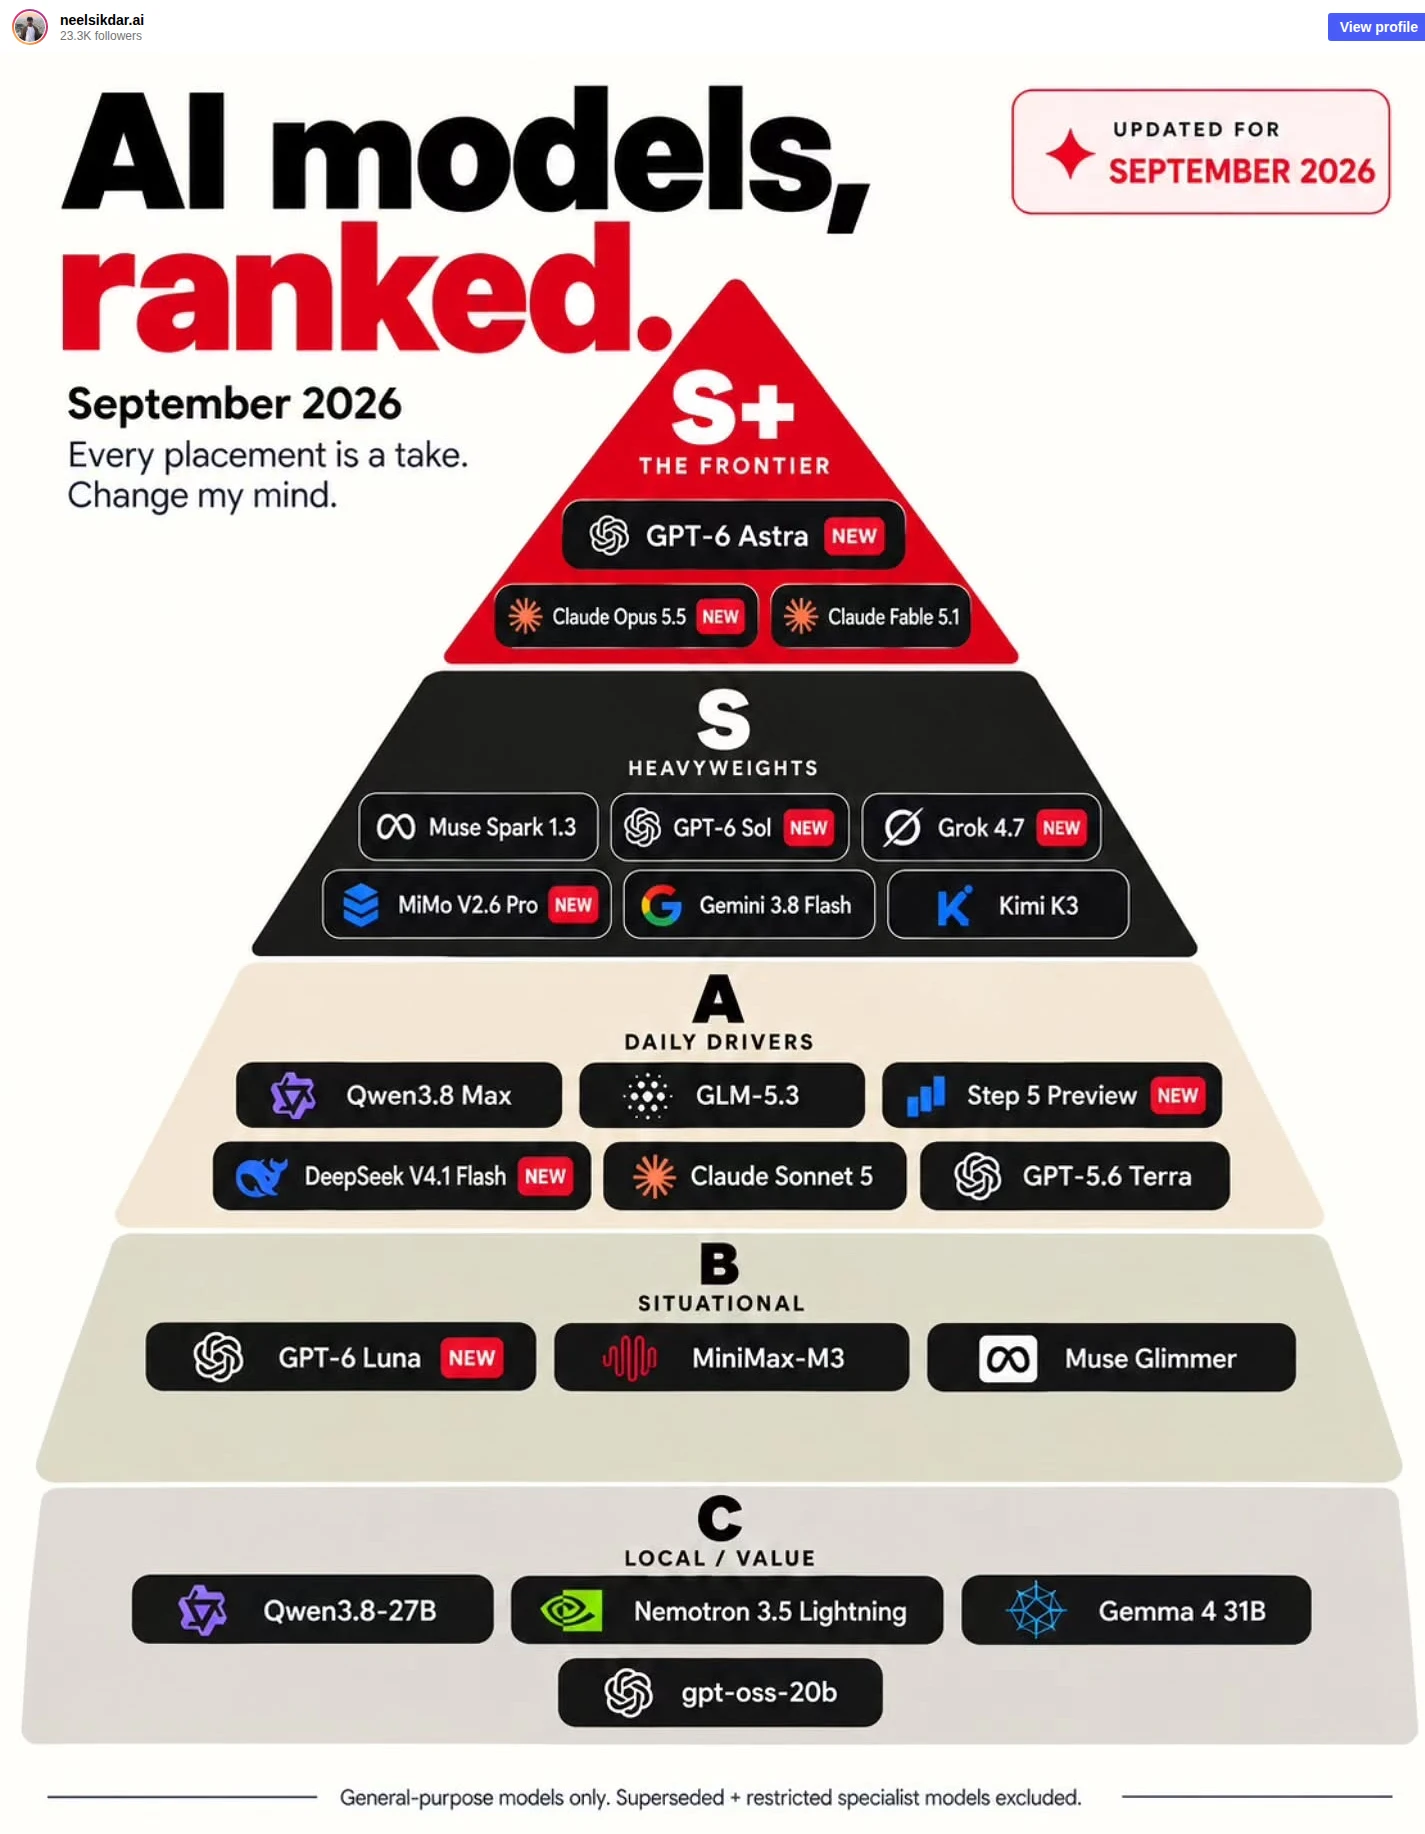 neelsikdar.ai
23.3K followers
View profile
AI models,
ranked.
UPDATED FOR
SEPTEMBER 2026
September 2026
Every placement is a take.
Change my mind.
S+
THE FRONTIER
GPT-6 Astra NEW
Claude Opus 5.5 NEW
Claude Fable 5.1
S
HEAVYWEIGHTS
Muse Spark 1.3
GPT-6 Sol NEW
Grok 4.7 NEW
MiMo V2.6 Pro NEW
Gemini 3.8 Flash
Kimi K3
A
DAILY DRIVERS
Qwen3.8 Max
GLM-5.3
Step 5 Preview NEW
DeepSeek V4.1 Flash NEW
Claude Sonnet 5
GPT-5.6 Terra
B
SITUATIONAL
GPT-6 Luna NEW
MiniMax-M3
Muse Glimmer
C
LOCAL / VALUE
Qwen3.8-27B
Nemotron 3.5 Lightning
Gemma 4 31B
gpt-oss-20b
General-purpose models only. Superseded + restricted specialist models excluded.